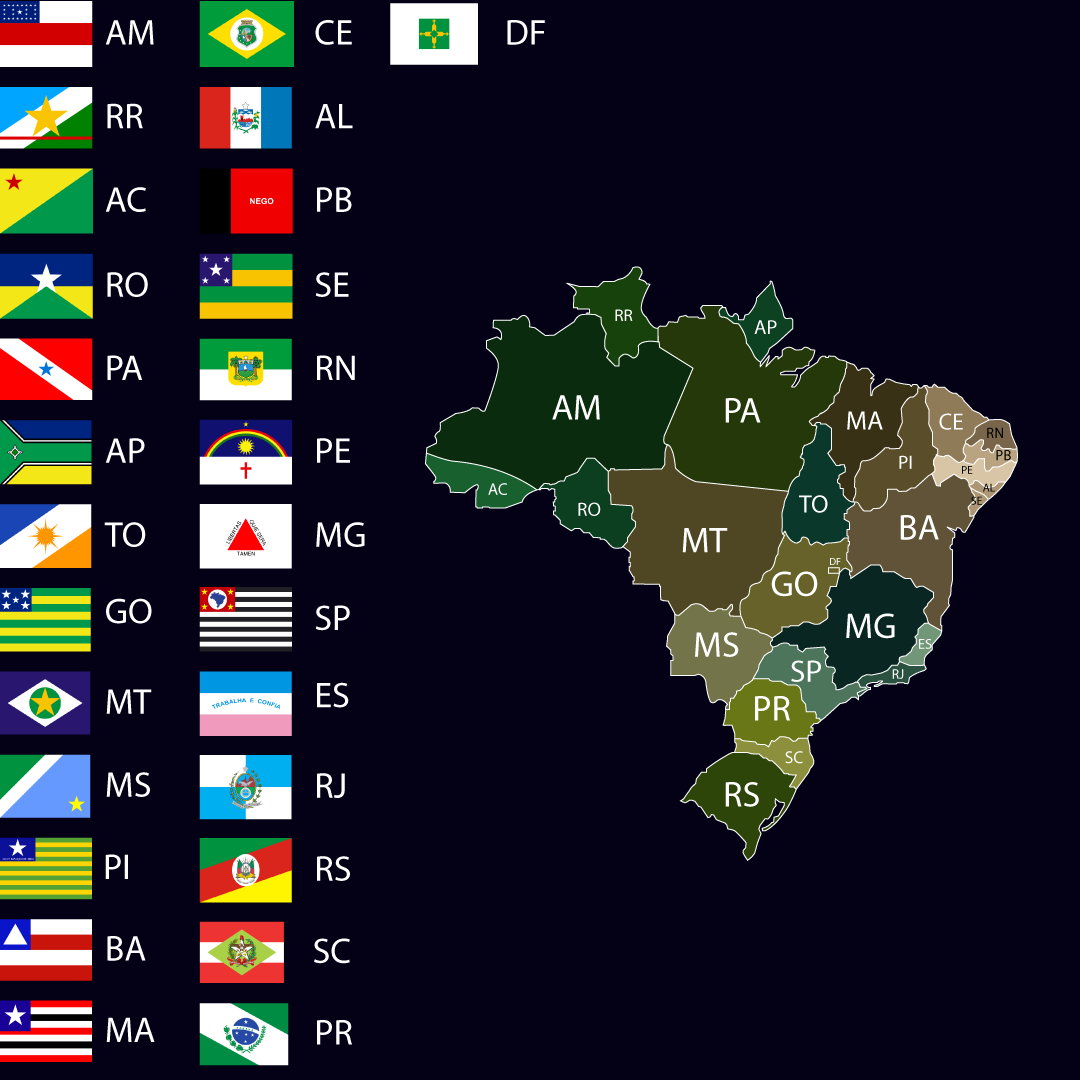 AM
RR
AC
RO
PA
AP
TO
GO
MT
MS
PI
BA
MA
CE
AL
NEGO
PB
SE
RN
PE
LIBERTAS QUÆ SERA
TAMEN
MG
SP
TRABALHA E CONFIA
ES
RJ
RS
SC
PR
DF
RR
AP
AM
PA
MA
CE
RN
PB
PI
PE
AL
SE
AC
RO
TO
BA
MT
DF
GO
MG
ES
MS
SP
RJ
PR
SC
RS